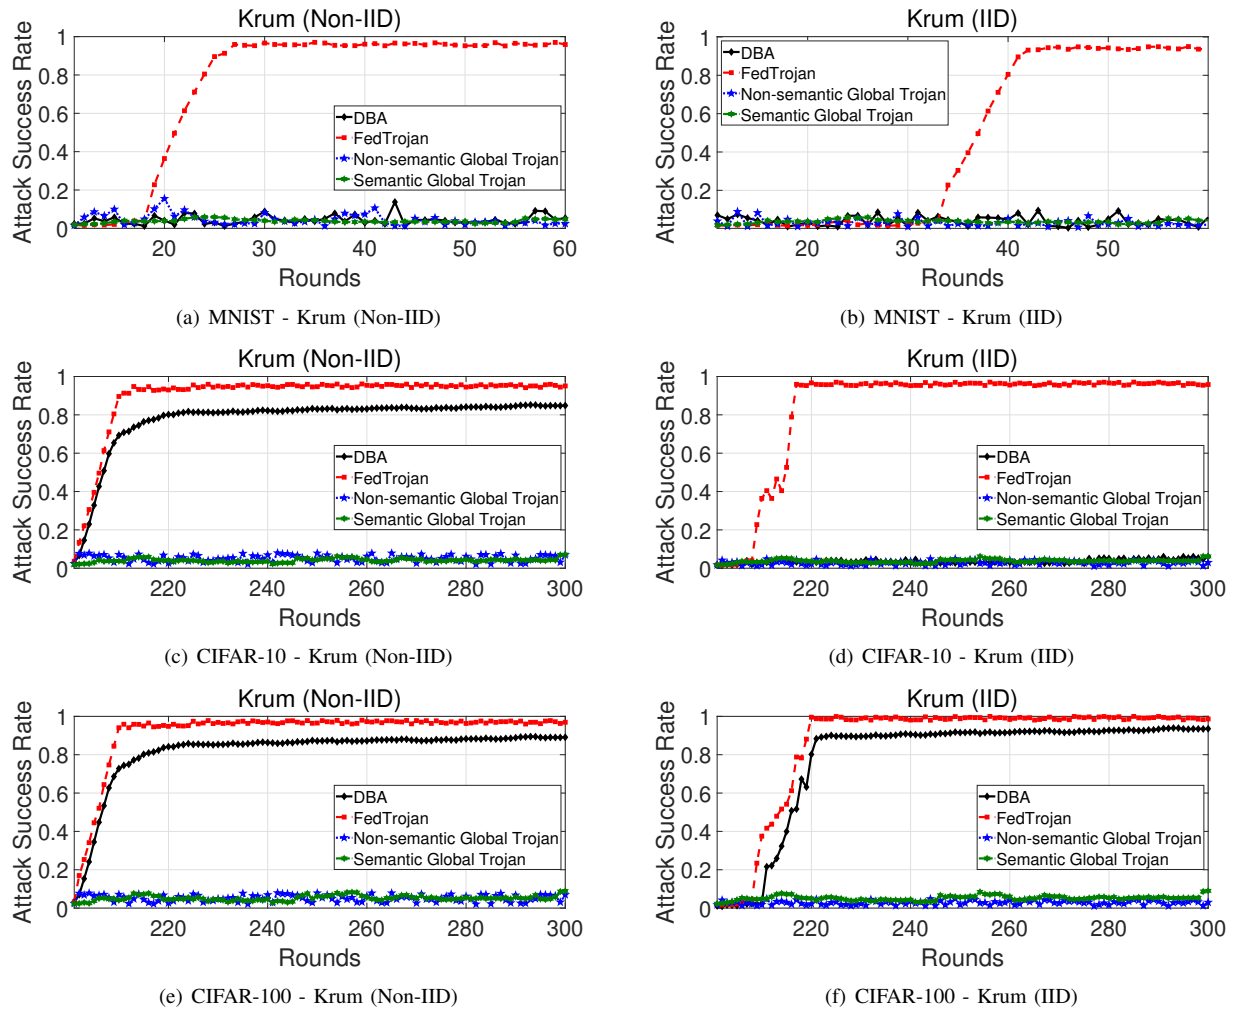 Krum (Non-IID)
Attack Success Rate
1
0.8
0.6
0.4
0.2
0
DBA
FedTrojan
Non-semantic Global Trojan
Semantic Global Trojan
20 30 40 50 60
Rounds
(a) MNIST - Krum (Non-IID)
Krum (IID)
Attack Success Rate
1
0.8
0.6
0.4
0.2
0
DBA
FedTrojan
Non-semantic Global Trojan
Semantic Global Trojan
20 30 40 50
Rounds
(b) MNIST - Krum (IID)
Krum (Non-IID)
Attack Success Rate
1
0.8
0.6
0.4
0.2
0
DBA
FedTrojan
Non-semantic Global Trojan
Semantic Global Trojan
220 240 260 280 300
Rounds
(c) CIFAR-10 - Krum (Non-IID)
Krum (IID)
Attack Success Rate
1
0.8
0.6
0.4
0.2
0
DBA
FedTrojan
Non-semantic Global Trojan
Semantic Global Trojan
220 240 260 280 300
Rounds
(d) CIFAR-10 - Krum (IID)
Krum (Non-IID)
Attack Success Rate
1
0.8
0.6
0.4
0.2
0
DBA
FedTrojan
Non-semantic Global Trojan
Semantic Global Trojan
220 240 260 280 300
Rounds
(e) CIFAR-100 - Krum (Non-IID)
Krum (IID)
Attack Success Rate
1
0.8
0.6
0.4
0.2
0
DBA
FedTrojan
Non-semantic Global Trojan
Semantic Global Trojan
220 240 260 280 300
Rounds
(f) CIFAR-100 - Krum (IID)